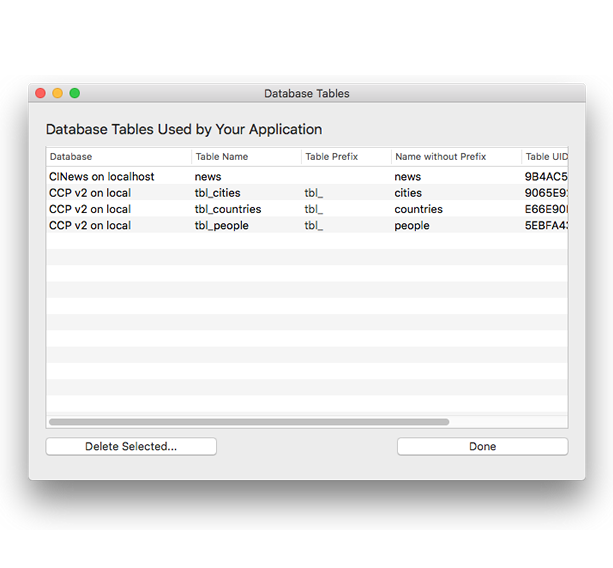 Database Tables
Database Tables Used by Your Application
Database Table Name Table Prefix Name without Prefix Table UID
CINews on localhost news news 9B4AC5
CCP v2 on local tbl_cities tbl_ cities 9065E9
CCP v2 on local tbl_countries tbl_ countries E66E90
CCP v2 on local tbl_people tbl_ people 5EBFA4
Delete Selected... Done